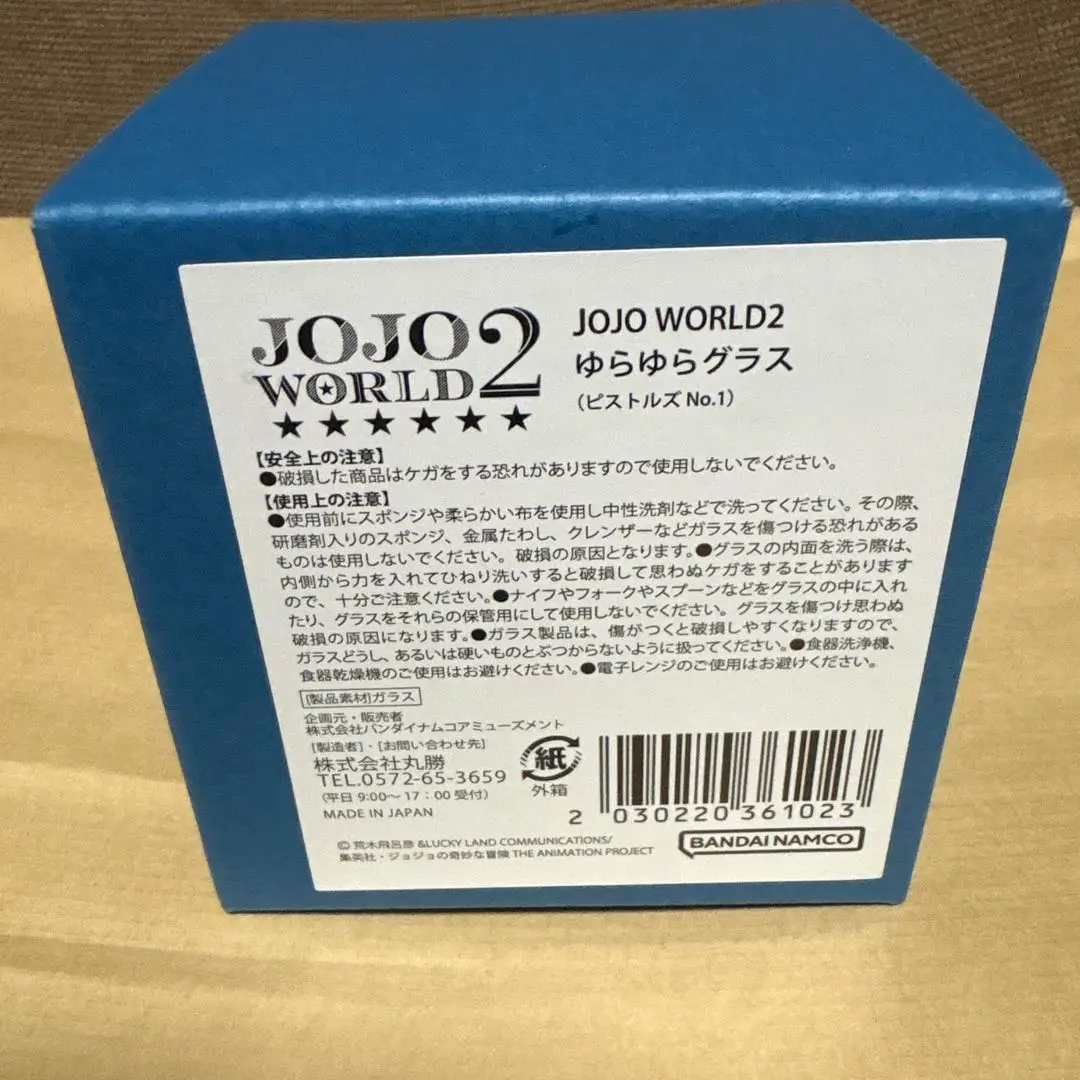 JOJO
WORLD2
★★★★★★
JOJO WORLD2
ゆらゆらグラス
（ピストルズ No.1）
【安全上の注意】
●破損した商品はケガをする恐れがありますので使用しないでください。
【使用上の注意】
●使用前にスポンジや柔らかい布を使用し中性洗剤などで洗ってください。その際、
研磨剤入りのスポンジ、金属たわし、クレンザーなどガラスを傷つける恐れがある
ものは使用しないでください。破損の原因となります。●グラスの内面を洗う際は、
内側から力を入れてひねり洗いすると破損して思わぬケガをすることがあります
ので、十分ご注意ください。●ナイフやフォークやスプーンなどをグラスの中に入れ
たり、グラスをそれらの保管用にして使用しないでください。グラスを傷つけ思わぬ
破損の原因になります。●ガラス製品は、傷がつくと破損しやすくなりますので、
ガラスどうし、あるいは硬いものとぶつからないように扱ってください。●食器洗浄機、
食器乾燥機のご使用はお避けください。●電子レンジのご使用はお避けください。
[製品素材]ガラス
企画元・販売者
株式会社バンダイナムコアミューズメント
[製造者]・[お問い合わせ先]
株式会社丸勝
TEL.0572-65-3659
（平日 9:00～17：00 受付）
MADE IN JAPAN
紙
外箱
2 030220 361023
© 荒木飛呂彦 &LUCKY LAND COMMUNICATIONS/
集英社・ジョジョの奇妙な冒険 THE ANIMATION PROJECT
BANDAI NAMCO